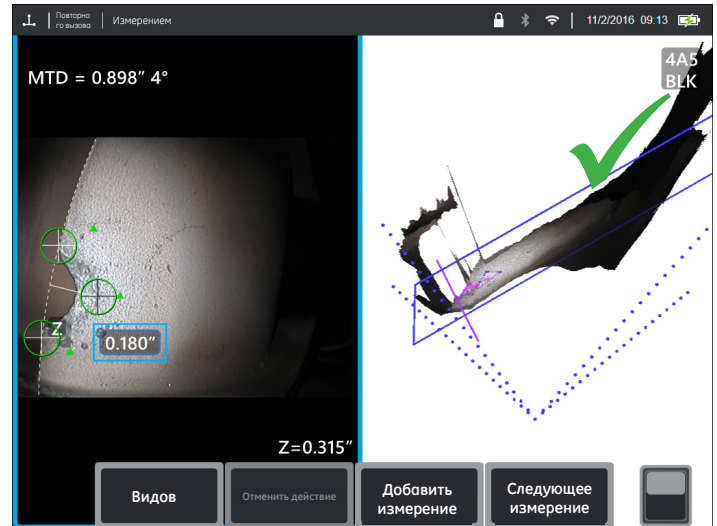 Повторно
го вызова
Измерением
11/2/2016 09:13
MTD = 0.898" 4°
4A5
BLK
Z.
0.180"
Z=0.315"
Видов
Отменить действие
Добавить
измерение
Следующее
измерение